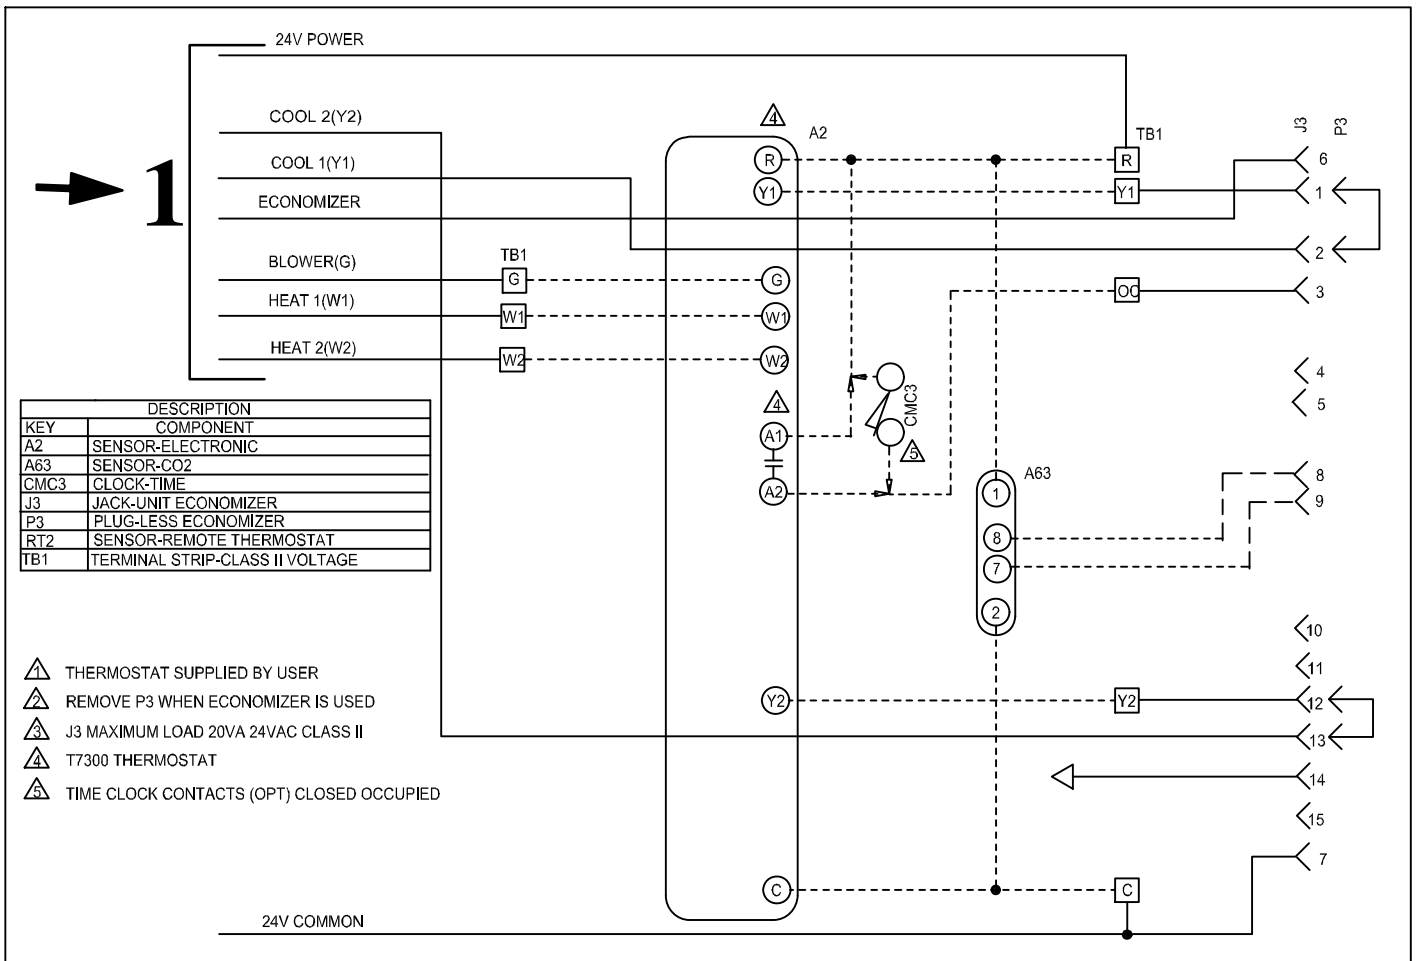 24V POWER
COOL 2(Y2)
COOL 1(Y1)
ECONOMIZER
BLOWER(G)
HEAT 1(W1)
HEAT 2(W2)
1
TB1
G
W1
W2
4
A2
R
Y1
G
W1
W2
4
A1
A2
Y2
C
CMC3
5
TB1
R
Y1
OC
Y2
C
A63
1
8
7
2
J3
P3
6
1
2
3
4
5
8
9
10
11
12
13
14
15
7
DESCRIPTION
KEY COMPONENT
A2 SENSOR-ELECTRONIC
A63 SENSOR-CO2
CMC3 CLOCK-TIME
J3 JACK-UNIT ECONOMIZER
P3 PLUG-LESS ECONOMIZER
RT2 SENSOR-REMOTE THERMOSTAT
TB1 TERMINAL STRIP-CLASS II VOLTAGE
1 THERMOSTAT SUPPLIED BY USER
2 REMOVE P3 WHEN ECONOMIZER IS USED
3 J3 MAXIMUM LOAD 20VA 24VAC CLASS II
4 T7300 THERMOSTAT
5 TIME CLOCK CONTACTS (OPT) CLOSED OCCUPIED
24V COMMON